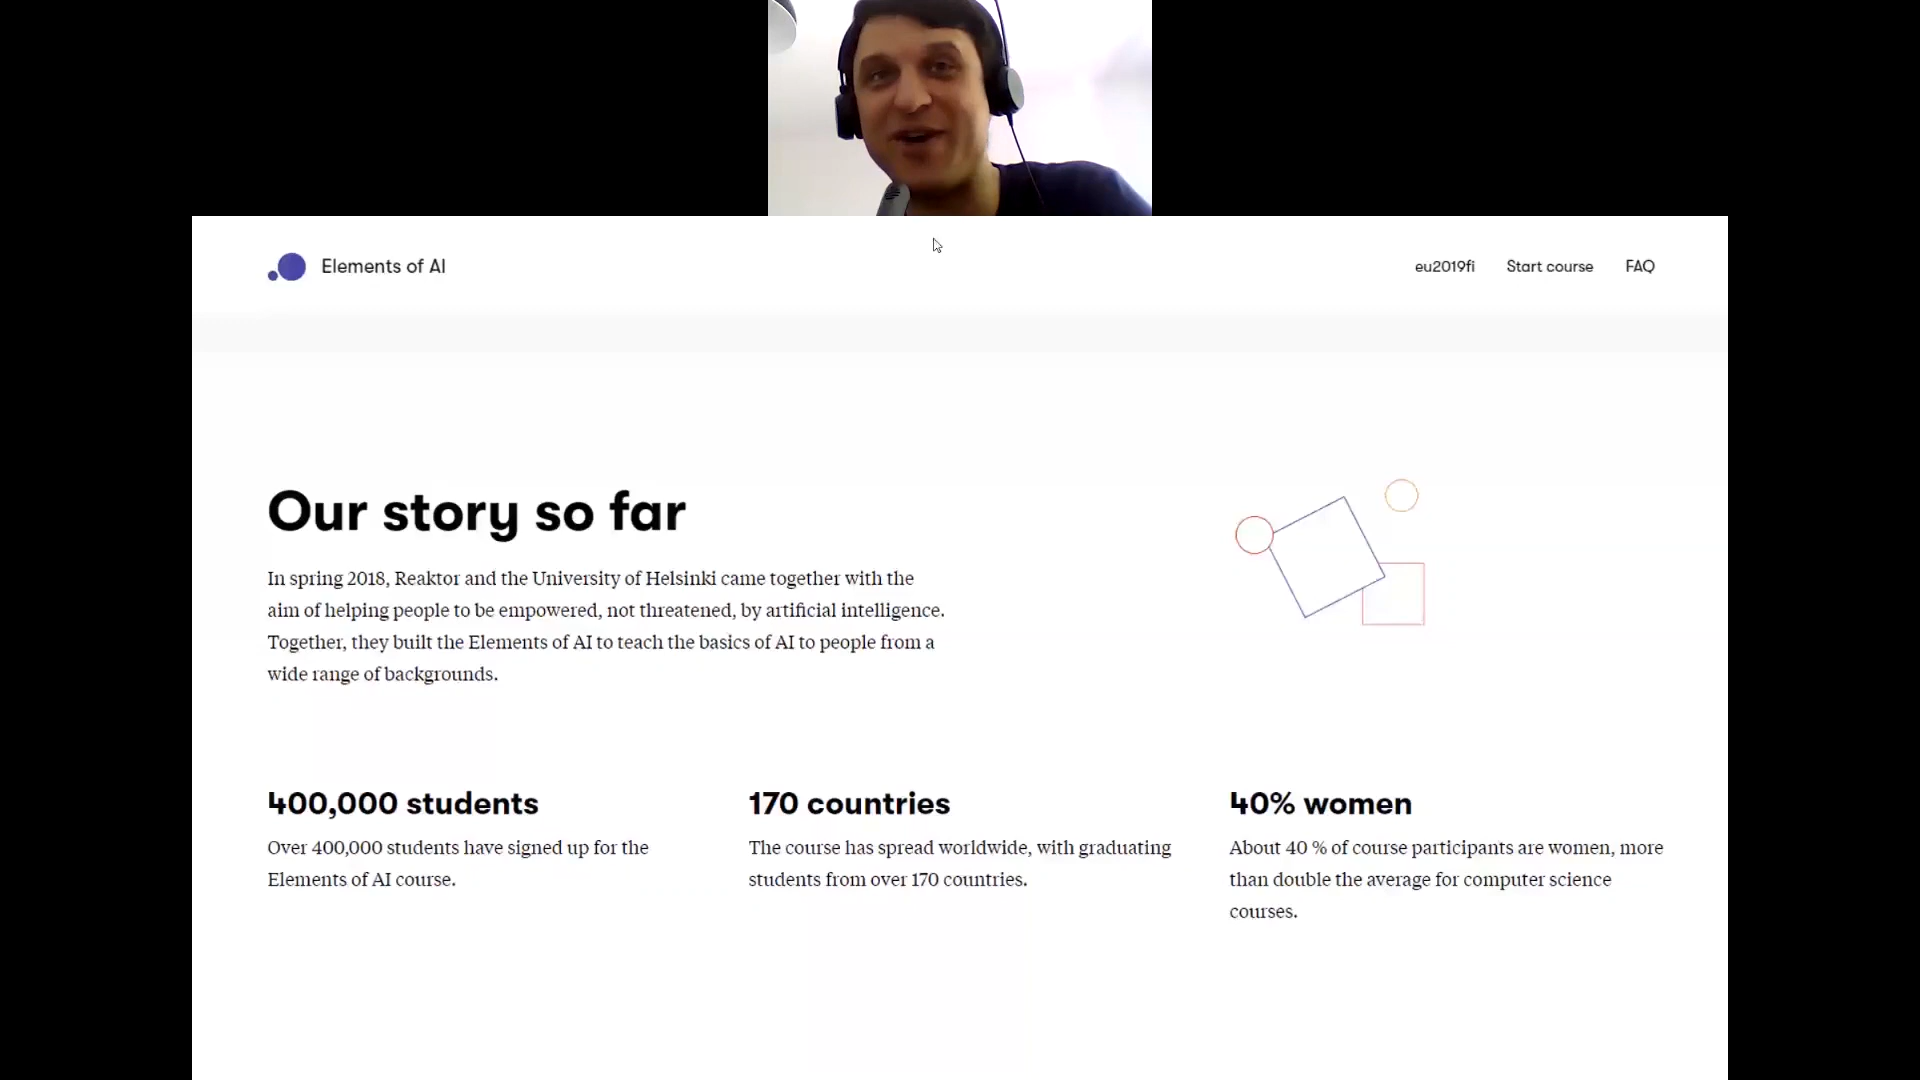 Elements of AI
eu2019fi
Start course
FAQ
Our story so far
In spring 2018, Reaktor and the University of Helsinki came together with the
aim of helping people to be empowered, not threatened, by artificial intelligence.
Together, they built the Elements of AI to teach the basics of AI to people from a
wide range of backgrounds.
400,000 students
Over 400,000 students have signed up for the
Elements of AI course.
170 countries
The course has spread worldwide, with graduating
students from over 170 countries.
40% women
About 40 % of course participants are women, more
than double the average for computer science
courses.